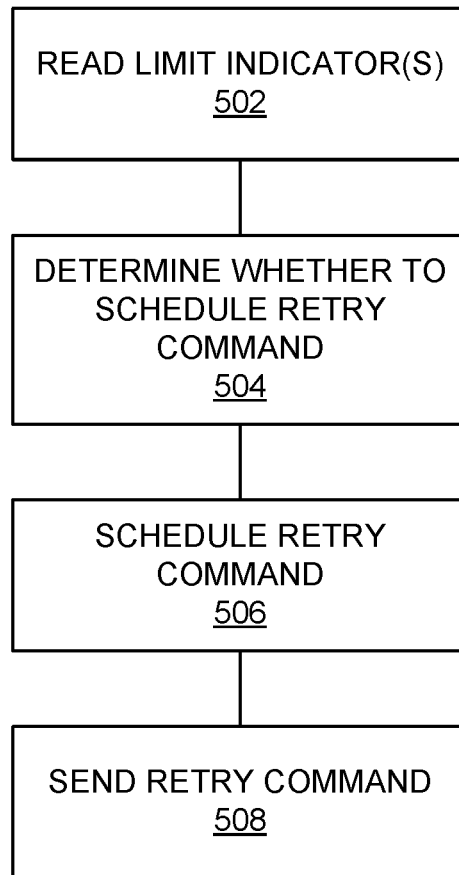 READ LIMIT INDICATOR(S)
502
DETERMINE WHETHER TO
SCHEDULE RETRY
COMMAND
504
SCHEDULE RETRY
COMMAND
506
SEND RETRY COMMAND
508